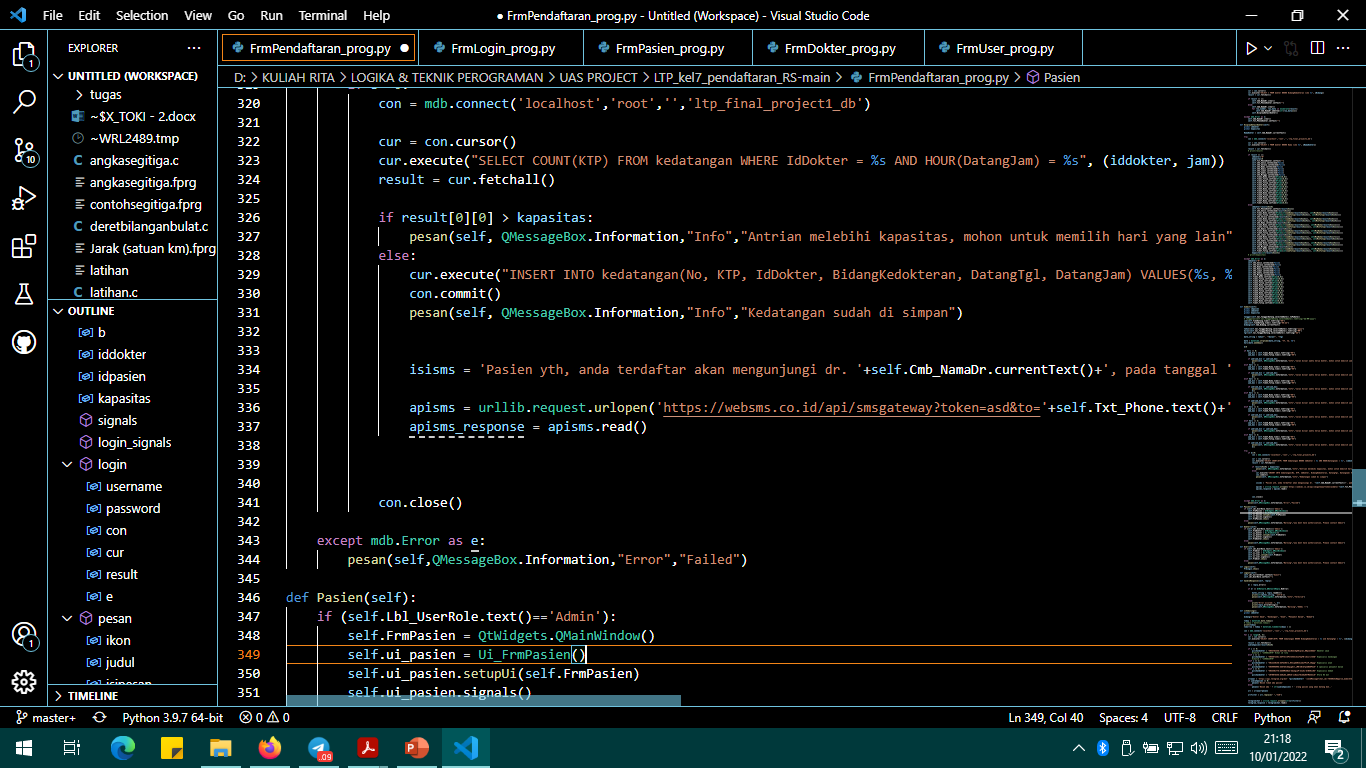 File Edit Selection View Go Run Terminal Help
● FrmPendaftaran_prog.py - Untitled (Workspace) - Visual Studio Code
EXPLORER
FrmPendaftaran_prog.py
FrmLogin_prog.py
FrmPasien_prog.py
FrmDokter_prog.py
FrmUser_prog.py
D: > KULIAH RITA > LOGIKA & TEKNIK PEROGRAMAN > UAS PROJECT > LTP_kel7_pendaftaran_RS-main > FrmPendaftaran_prog.py > Pasien
UNTITLED (WORKSPACE)
tugas
~$X_TOKI - 2.docx
~WRL2489.tmp
angkasegitiga.c
angkasegitiga.fprg
contohsegitiga.fprg
deretbilanganbulat.c
Jarak (satuan km).fprg
latihan
latihan.c
OUTLINE
b
iddokter
idpasien
kapasitas
signals
login_signals
login
username
password
con
cur
result
e
pesan
ikon
judul
TIMELINE
320 con = mdb.connect('localhost','root','','ltp_final_project1_db')
321
322 cur = con.cursor()
323 cur.execute("SELECT COUNT(KTP) FROM kedatangan WHERE IdDokter = %s AND HOUR(DatangJam) = %s", (iddokter, jam))
324 result = cur.fetchall()
325
326 if result[0][0] > kapasitas:
327 pesan(self, QMessageBox.Information,"Info","Antrian melebihi kapasitas, mohon untuk memilih hari yang lain"
328 else:
329 cur.execute("INSERT INTO kedatangan(No, KTP, IdDokter, BidangKedokteran, DatangTgl, DatangJam) VALUES(%s, %
330 con.commit()
331 pesan(self, QMessageBox.Information,"Info","Kedatangan sudah di simpan")
332
333
334 isisms = 'Pasien yth, anda terdaftar akan mengunjungi dr. '+self.Cmb_NamaDr.currentText()+', pada tanggal '
335
336 apisms = urllib.request.urlopen('https://websms.co.id/api/smsgateway?token=asd&to='+self.Txt_Phone.text()+'
337 apisms_response = apisms.read()
338
339
340
341 con.close()
342
343 except mdb.Error as e:
344 pesan(self,QMessageBox.Information,"Error","Failed")
345
346 def Pasien(self):
347 if (self.Lbl_UserRole.text()=='Admin'):
348 self.FrmPasien = QtWidgets.QMainWindow()
349 self.ui_pasien = Ui_FrmPasien()
350 self.ui_pasien.setupUi(self.FrmPasien)
351 self.ui_pasien.signals()
1
10
1
master+ Python 3.9.7 64-bit 0 0 Ln 349, Col 40 Spaces: 4 UTF-8 CRLF Python
.09
21:18
10/01/2022
2